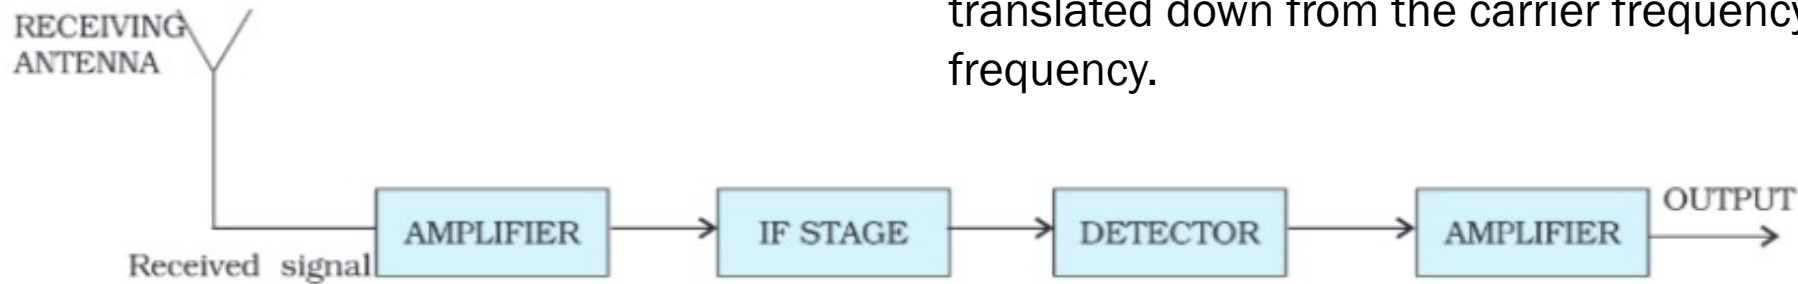 translated down from the carrier frequency
frequency.
RECEIVING
ANTENNA
Received signal
AMPLIFIER
IF STAGE
DETECTOR
AMPLIFIER
OUTPUT